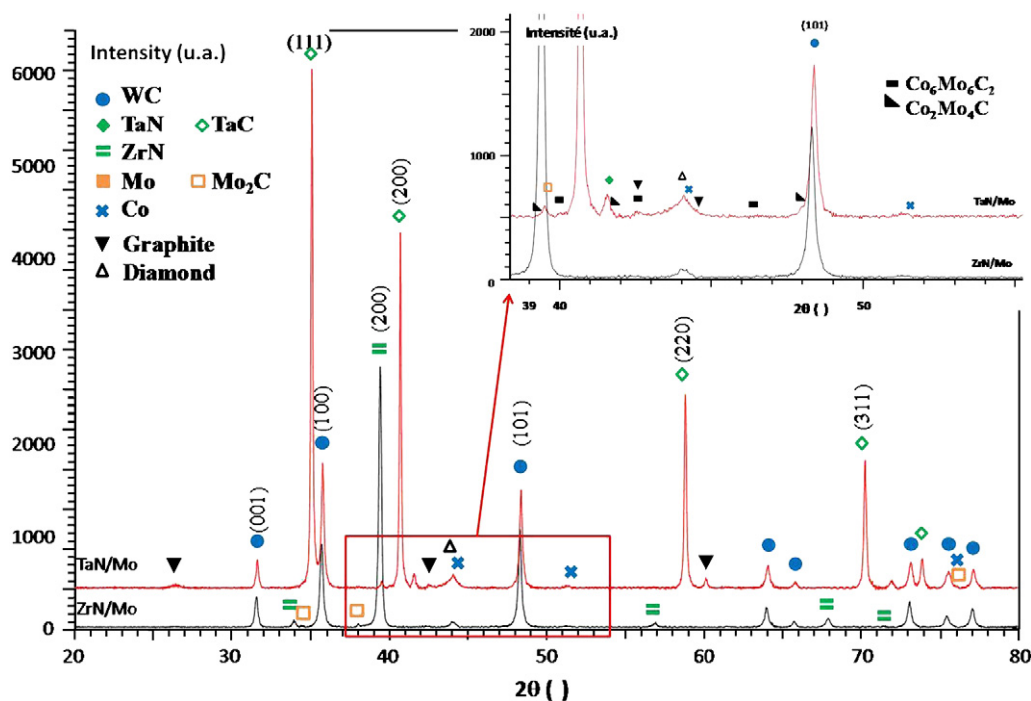 Intensity (u.a.)
WC
TaN TaC
ZrN
Mo Mo₂C
Co
Graphite
Diamond
6000
5000
4000
3000
2000
1000
0
(111)
(200)
(200)
(100)
(001)
(101)
(220)
(311)
TaN/Mo
ZrN/Mo
20 30 40 50 60 70 80
2θ ( )
2000
Intensité (u.a.)
(101)
Co₆Mo₆C₂
Co₂Mo₄C
1000
TaN/Mo
ZrN/Mo
0
39 40 2θ ( ) 50